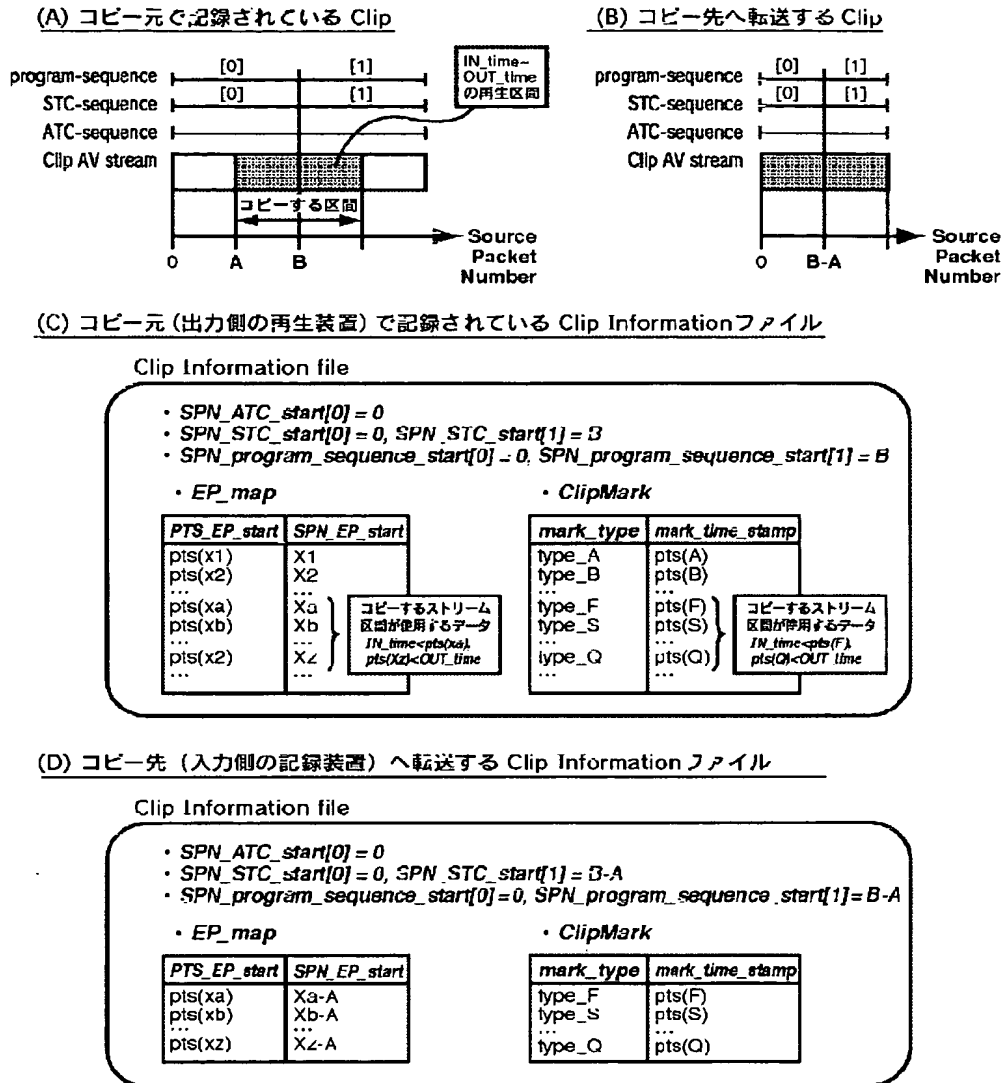 (A) コピー元で記録されている Clip
program-sequence [0] [1]
STC-sequence [0] [1]
ATC-sequence
Clip AV stream
IN_time~
OUT_time
の再生区間
コピーする区間
0 A B
Source
Packet
Number
(B) コピー先へ転送する Clip
program-sequence [0] [1]
STC-sequence [0] [1]
ATC-sequence
Clip AV stream
0 B-A
Source
Packet
Number
(C) コピー元 (出力側の再生装置) で記録されている Clip Informationファイル
Clip Information file
・ SPN_ATC_start[0] = 0
・ SPN_STC_start[0] = 0, SPN_STC_start[1] = B
・ SPN_program_sequence_start[0] = 0, SPN_program_sequence_start[1] = B
・ EP_map
PTS_EP_start SPN_EP_start
pts(x1) X1
pts(x2) X2
... ...
pts(xa) Xa
pts(xb) Xb
... ...
pts(x2) Xz
... ...
コピーするストリーム
区間が使用するデータ
IN_time<pts(xa),
pts(Xz)<OUT_time
・ ClipMark
mark_type mark_time_stamp
type_A pts(A)
type_B pts(B)
... ...
type_F pts(F)
type_S pts(S)
... ...
type_Q pts(Q)
... ...
コピーするストリーム
区間が使用するデータ
IN_time<pts(F),
pts(Q)<OUT_time
(D) コピー先 (入力側の記録装置) へ転送する Clip Information ファイル
Clip Information file
・ SPN_ATC_start[0] = 0
・ SPN_STC_start[0] = 0, SPN_STC_start[1] = B-A
・ SPN_program_sequence_start[0]=0, SPN_program_sequence_start[1]= B-A
・ EP_map
PTS_EP_start SPN_EP_start
pts(xa) Xa-A
pts(xb) Xb-A
... ...
pts(xz) Xz-A
・ ClipMark
mark_type mark_time_stamp
type_F pts(F)
type_S pts(S)
... ...
type_Q pts(Q)